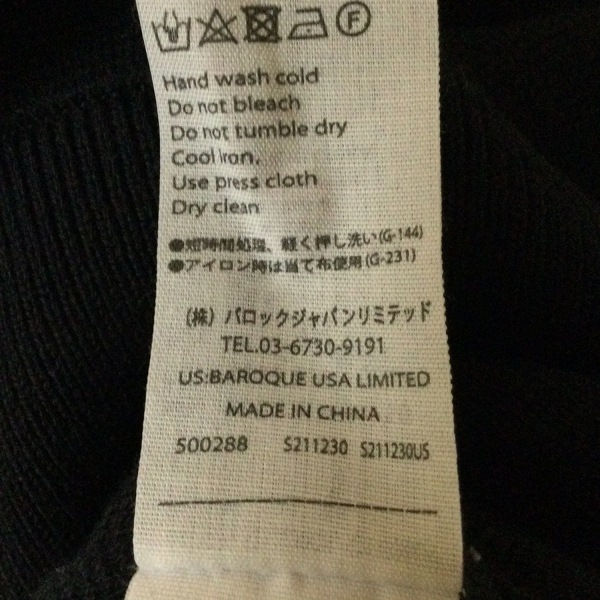 F
Hand wash cold
Do not bleach
Do not tumble dry
Cool iron.
Use press cloth
Dry clean
●短時間処理、軽く押し洗い(G-144)
●アイロン時は当て布使用(G-231)
(株) バロックジャパンリミテッド
TEL.03-6730-9191
US:BAROQUE USA LIMITED
MADE IN CHINA
500288 S211230 S211230US